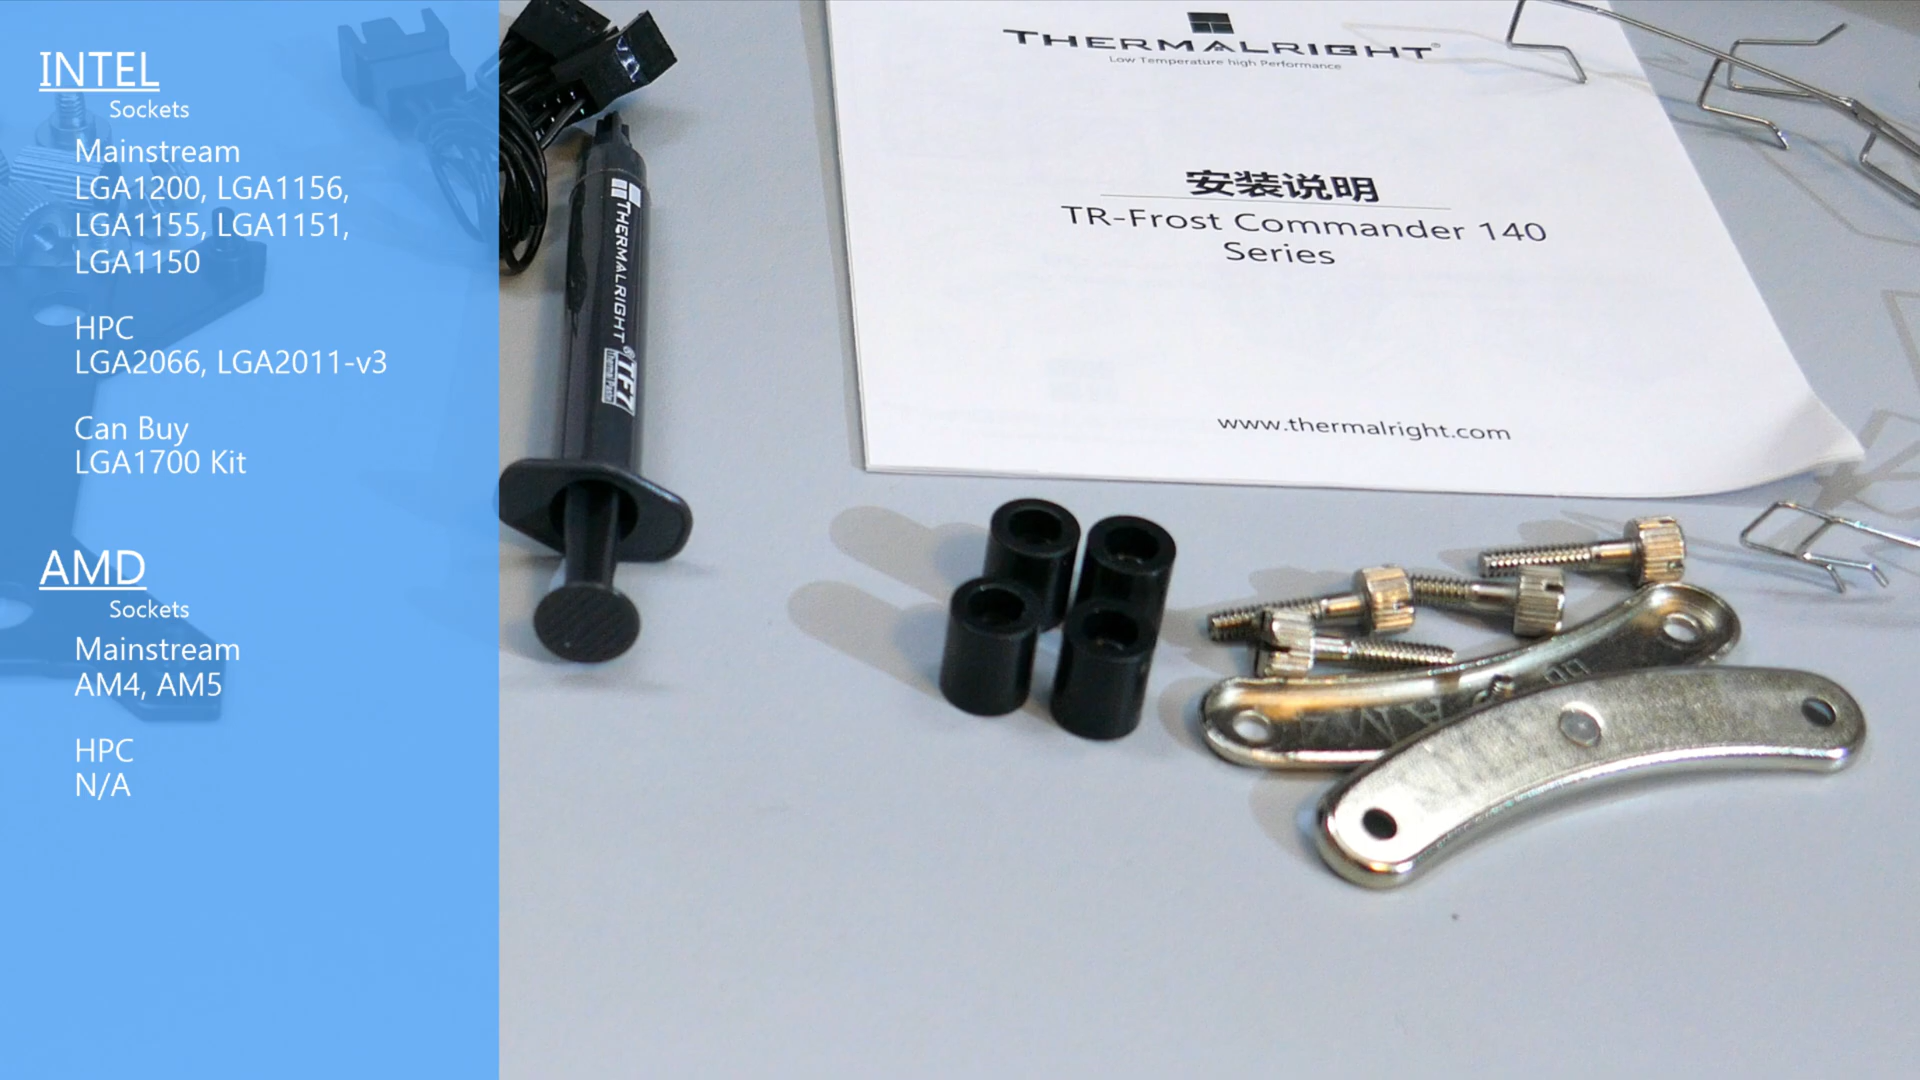 INTEL
Sockets
Mainstream
LGA1200, LGA1156,
LGA1155, LGA1151,
LGA1150
HPC
LGA2066, LGA2011-v3
Can Buy
LGA1700 Kit
AMD
Sockets
Mainstream
AM4, AM5
HPC
N/A
THERMALRIGHT®
TF7
Thermal Paste
THERMALRIGHT®
Low Temperature high Performance
安装说明
TR-Frost Commander 140
Series
www.thermalright.com